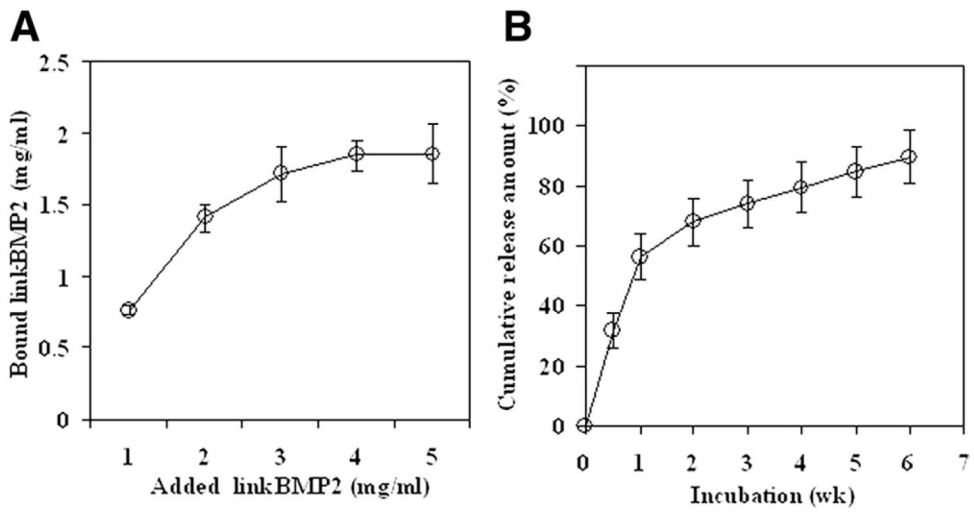 A
Bound linkBMP2 (mg/ml)
2.5
2
1.5
1
0.5
0
1 2 3 4 5
Added linkBMP2 (mg/ml)
B
Cumulative release amount (%)
100
80
60
40
20
0
0 1 2 3 4 5 6 7
Incubation (wk)